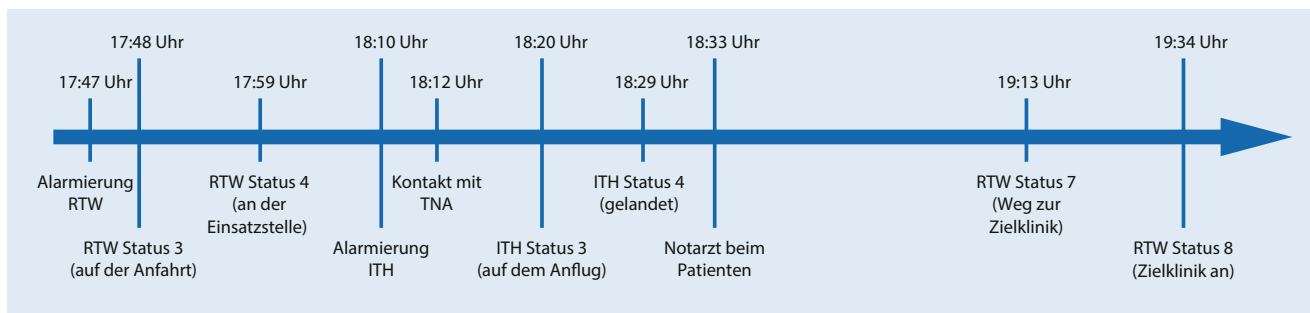 17:48 Uhr
18:10 Uhr
18:20 Uhr
18:33 Uhr
19:34 Uhr
17:47 Uhr
17:59 Uhr
18:12 Uhr
18:29 Uhr
19:13 Uhr
Alarmierung
RTW
RTW Status 4
(an der
Einsatzstelle)
Kontakt mit
TNA
ITH Status 4
(gelandet)
RTW Status 7
(Weg zur
Zielklinik)
RTW Status 3
(auf der Anfahrt)
Alarmierung
ITH
ITH Status 3
(auf dem Anflug)
Notarzt beim
Patienten
RTW Status 8
(Zielklinik an)